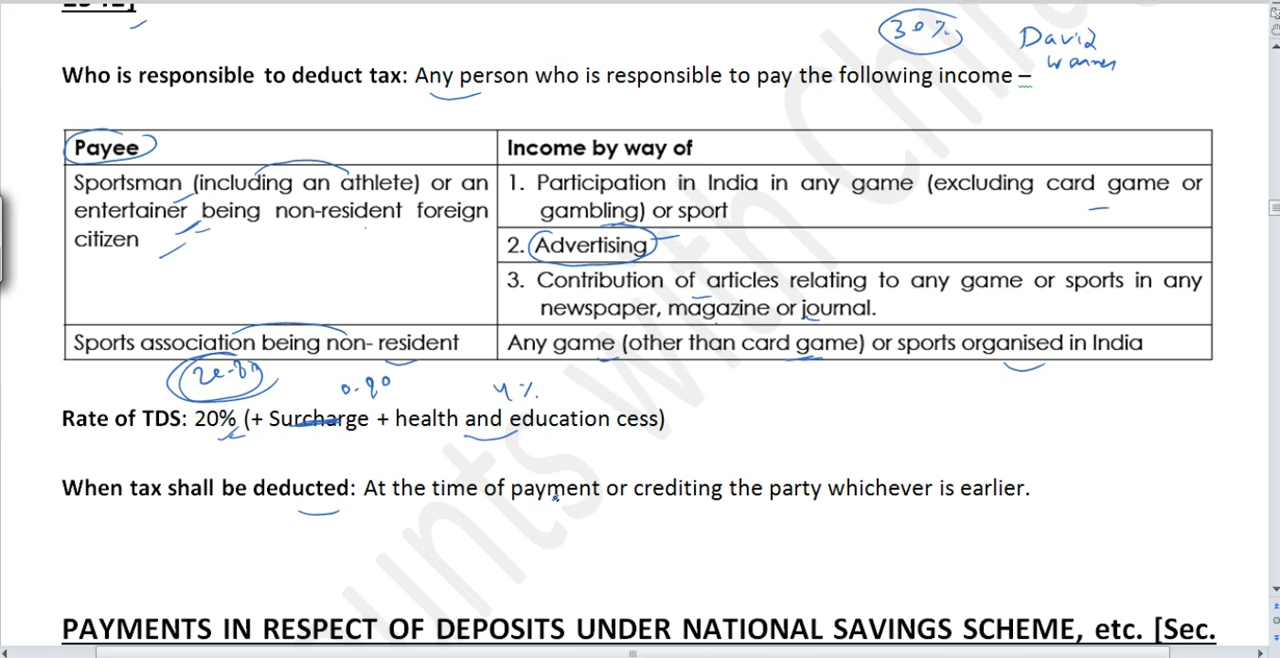 30%
David
Warner
Who is responsible to deduct tax: Any person who is responsible to pay the following income –
Payee
Income by way of
Sportsman (including an athlete) or an entertainer being non-resident foreign citizen
1. Participation in India in any game (excluding card game or gambling) or sport
2. Advertising
3. Contribution of articles relating to any game or sports in any newspaper, magazine or journal.
Sports association being non- resident
Any game (other than card game) or sports organised in India
20.80
0.80
4%
Rate of TDS: 20% (+ Surcharge + health and education cess)
When tax shall be deducted: At the time of payment or crediting the party whichever is earlier.
PAYMENTS IN RESPECT OF DEPOSITS UNDER NATIONAL SAVINGS SCHEME, etc. [Sec.